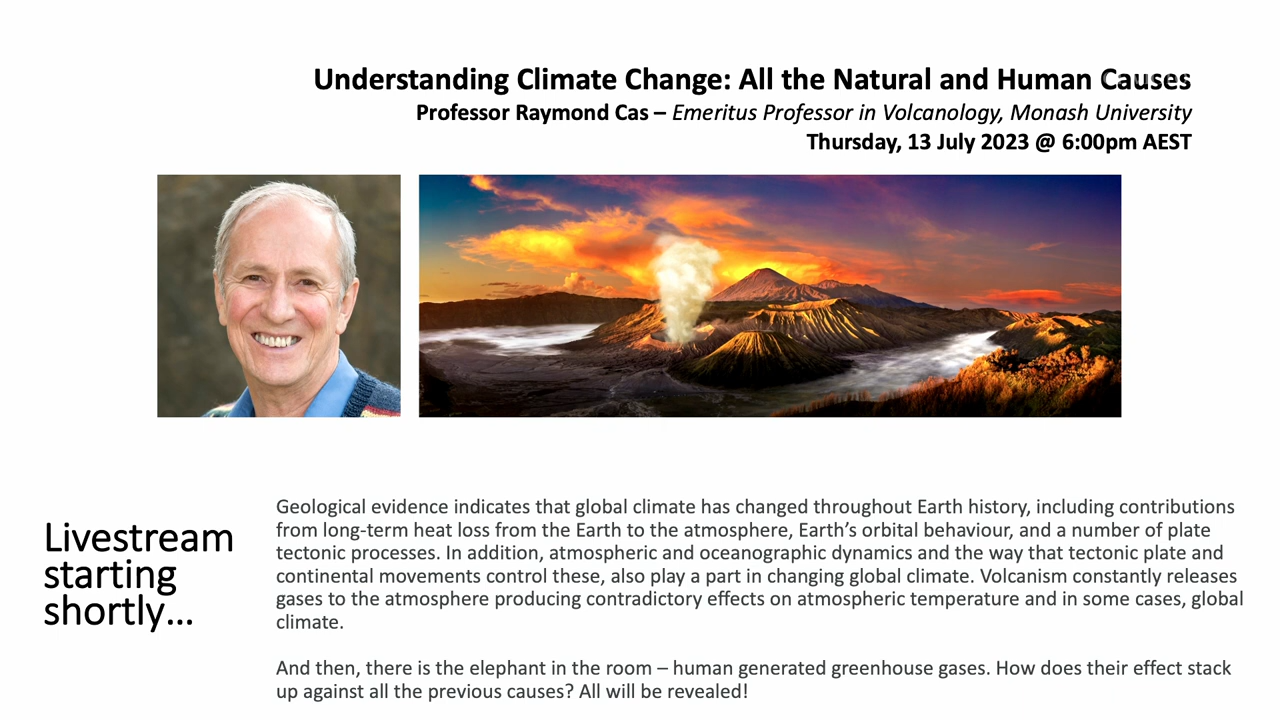 Understanding Climate Change: All the Natural and Human Causes
Professor Raymond Cas – Emeritus Professor in Volcanology, Monash University
Thursday, 13 July 2023 @ 6:00pm AEST
Livestream
starting
shortly...
Geological evidence indicates that global climate has changed throughout Earth history, including contributions
from long-term heat loss from the Earth to the atmosphere, Earth’s orbital behaviour, and a number of plate
tectonic processes. In addition, atmospheric and oceanographic dynamics and the way that tectonic plate and
continental movements control these, also play a part in changing global climate. Volcanism constantly releases
gases to the atmosphere producing contradictory effects on atmospheric temperature and in some cases, global
climate.
And then, there is the elephant in the room – human generated greenhouse gases. How does their effect stack
up against all the previous causes? All will be revealed!